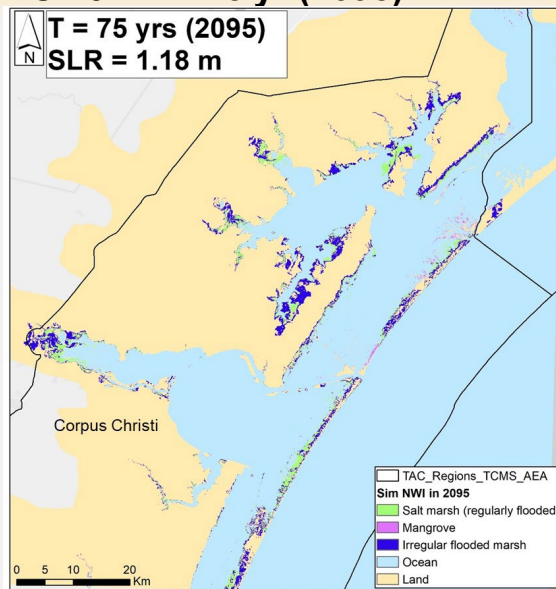 T = 75 yrs (2095)
SLR = 1.18 m
N
Corpus Christi
TAC_Regions_TCMS_AEA
Sim NWI in 2095
Salt marsh (regularly flooded
Mangrove
Irregular flooded marsh
Ocean
Land
0 5 10 20
Km